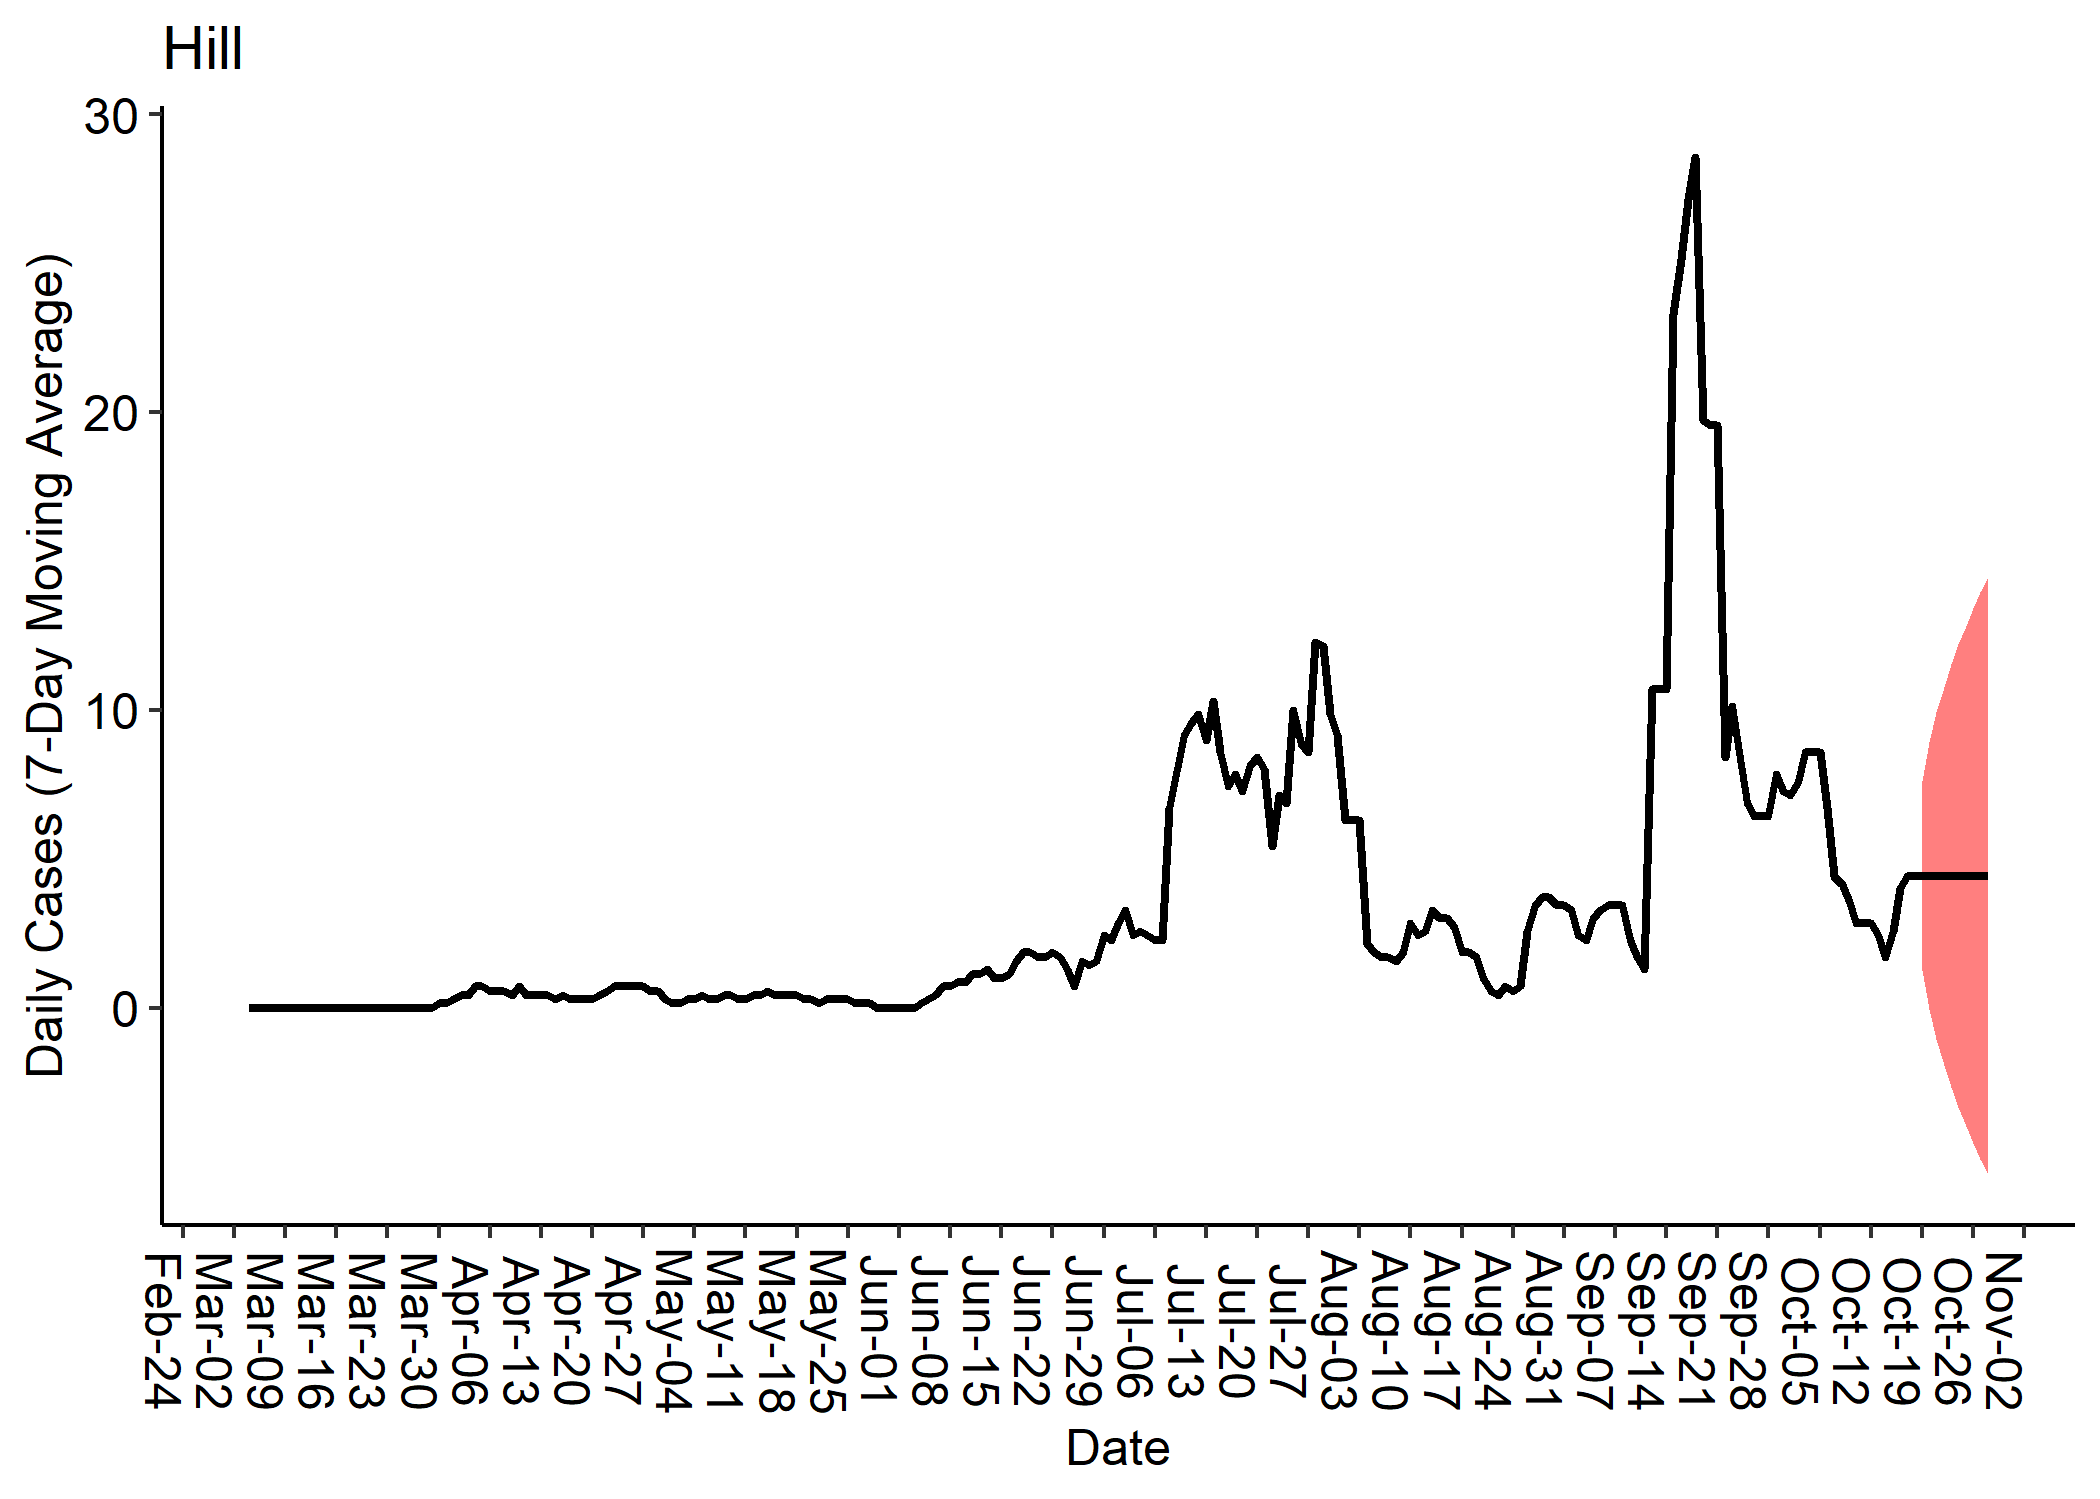 Hill
Daily Cases (7-Day Moving Average)
30
20
10
0
Feb-24
Mar-02
Mar-09
Mar-16
Mar-23
Mar-30
Apr-06
Apr-13
Apr-20
Apr-27
May-04
May-11
May-18
May-25
Jun-01
Jun-08
Jun-15
Jun-22
Jun-29
Jul-06
Jul-13
Jul-20
Jul-27
Aug-03
Aug-10
Aug-17
Aug-24
Aug-31
Sep-07
Sep-14
Sep-21
Sep-28
Oct-05
Oct-12
Oct-19
Oct-26
Nov-02
Date